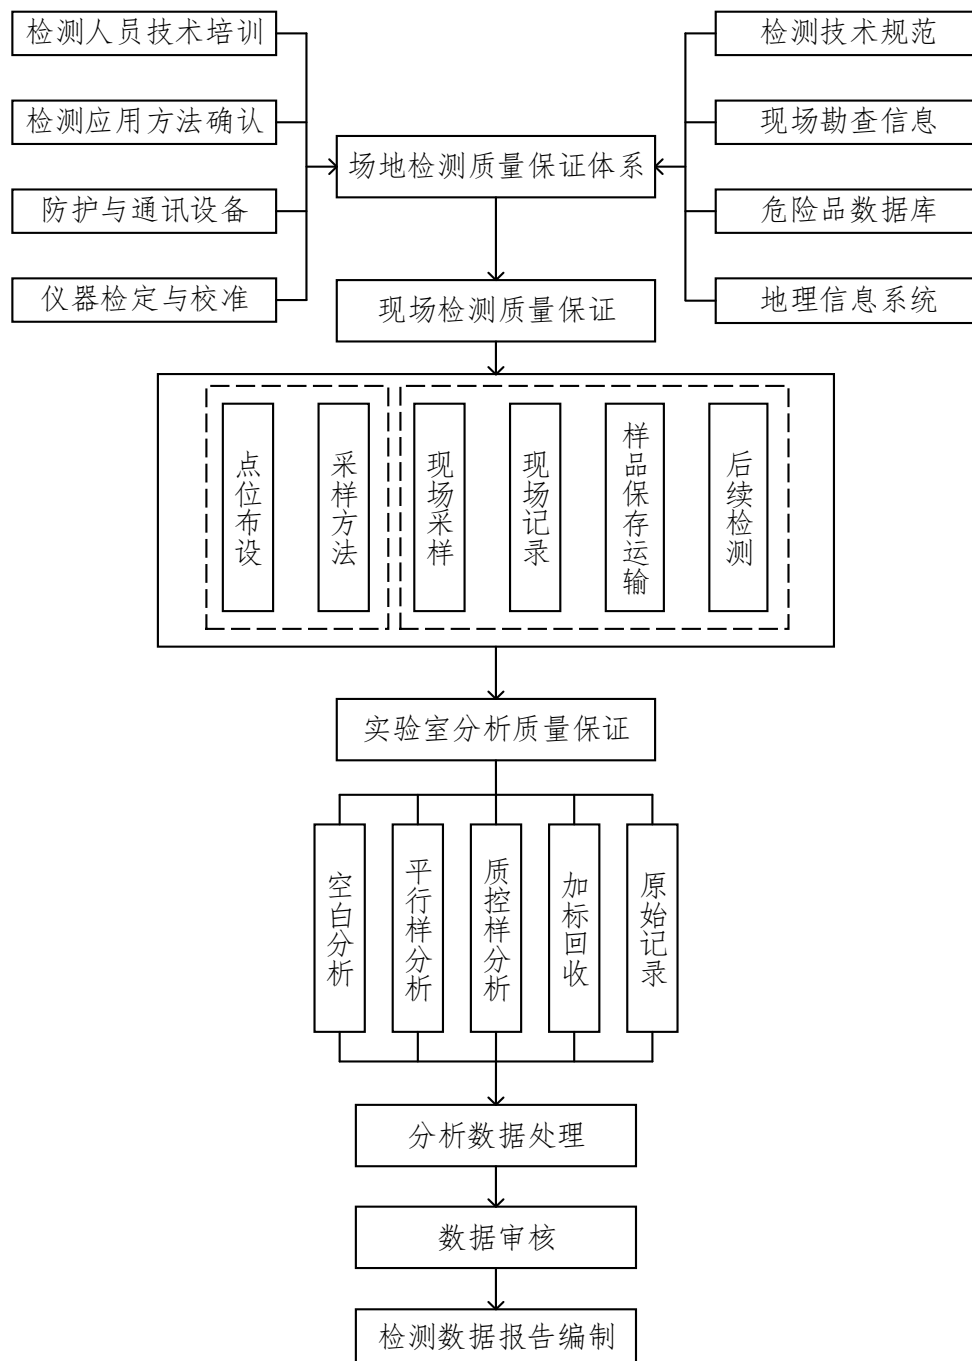 检测人员技术培训
检测应用方法确认
防护与通讯设备
仪器检定与校准
检测技术规范
现场勘查信息
危险品数据库
地理信息系统
场地检测质量保证体系
现场检测质量保证
点位布设
采样方法
现场采样
现场记录
样品保存运输
后续检测
实验室分析质量保证
空白分析
平行样分析
质控样分析
加标回收
原始记录
分析数据处理
数据审核
检测数据报告编制